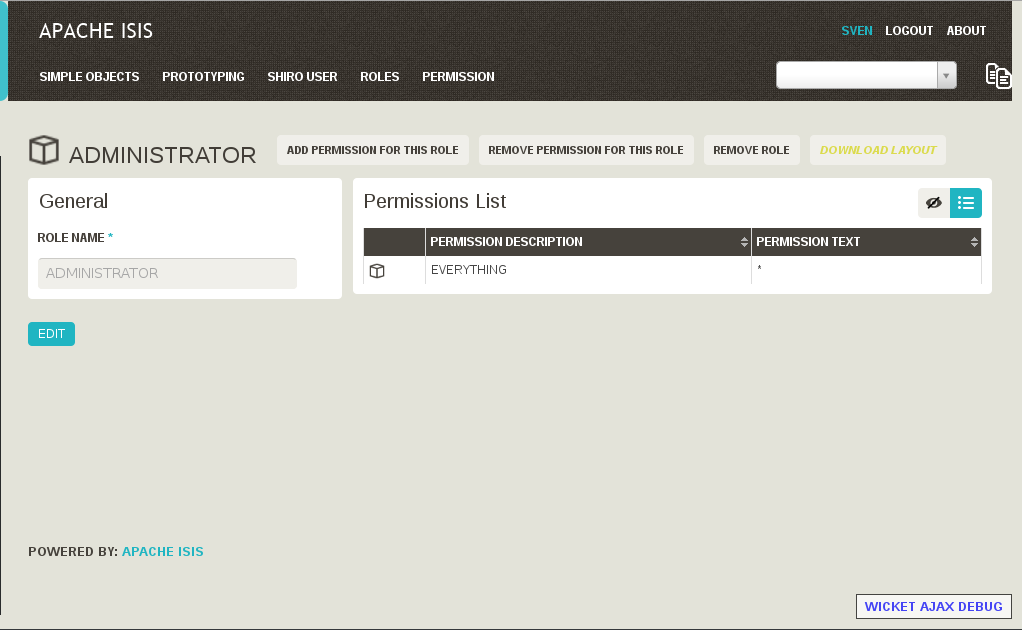 APACHE ISIS
SVEN LOGOUT ABOUT
SIMPLE OBJECTS PROTOTYPING SHIRO USER ROLES PERMISSION
ADMINISTRATOR ADD PERMISSION FOR THIS ROLE REMOVE PERMISSION FOR THIS ROLE REMOVE ROLE DOWNLOAD LAYOUT
General
ROLE NAME *
ADMINISTRATOR
Permissions List
PERMISSION DESCRIPTION PERMISSION TEXT
EVERYTHING *
EDIT
POWERED BY: APACHE ISIS
WICKET AJAX DEBUG